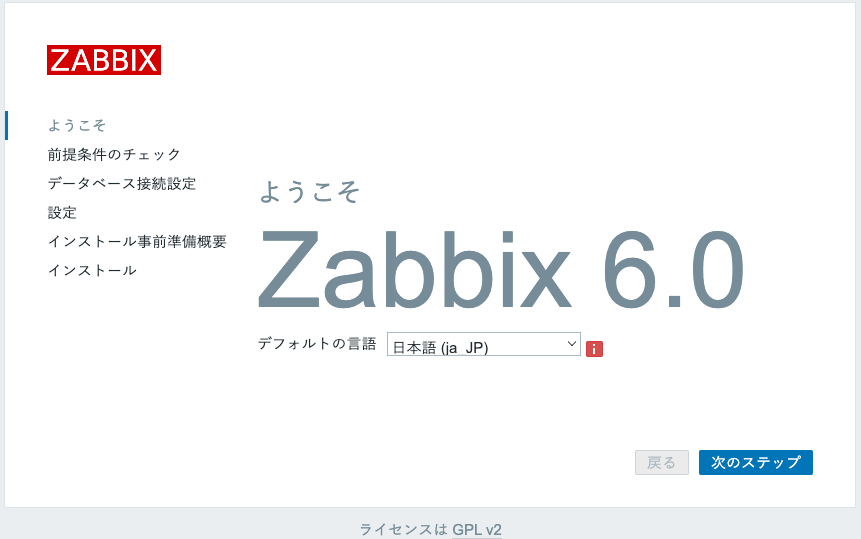 ZABBIX
ようこそ
前提条件のチェック
データベース接続設定
設定
インストール事前準備概要
インストール
ようこそ
Zabbix 6.0
デフォルトの言語 日本語 (ja_JP) i
戻る 次のステップ
ライセンスは GPL v2